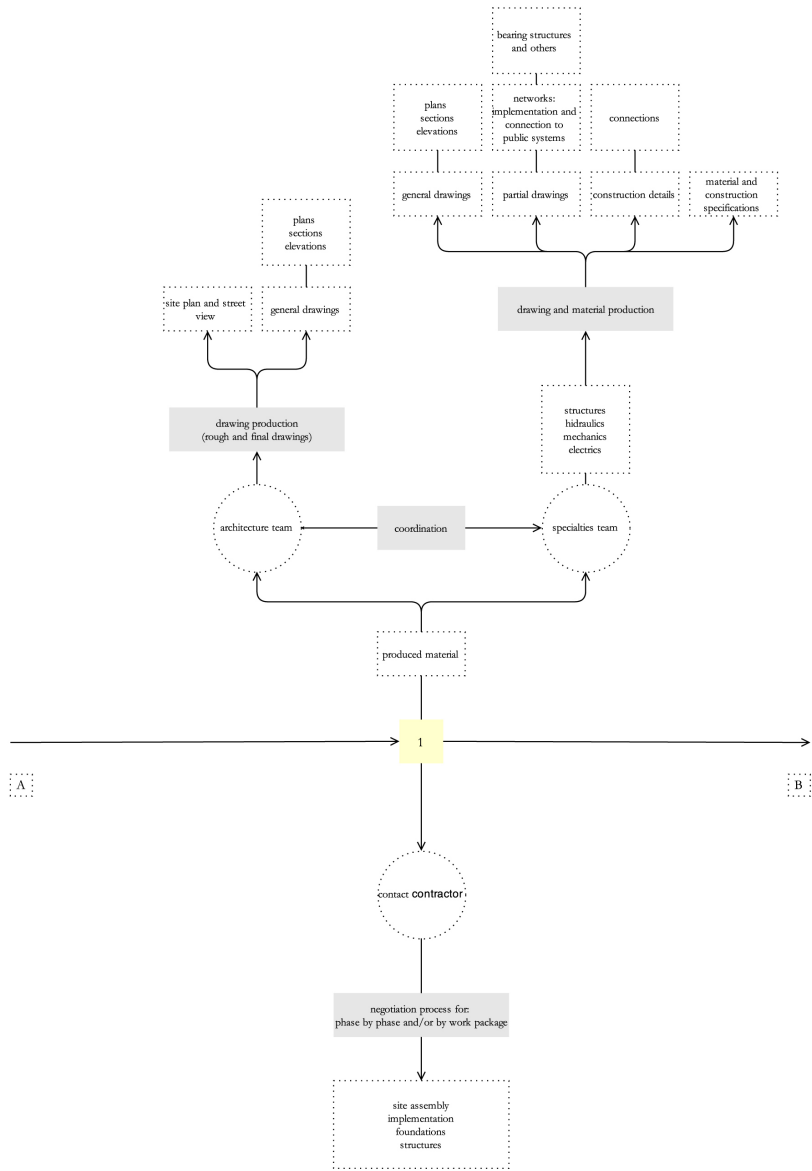 bearing structures
and others
plans
sections
elevations
networks:
implementation and
connection to
public systems
connections
general drawings
partial drawings
construction details
material and
construction
specifications
plans
sections
elevations
site plan and street
view
general drawings
drawing and material production
drawing production
(rough and final drawings)
structures
hidraulics
mechanics
electrics
architecture team
coordination
specialties team
produced material
1
A
B
contact contractor
negotiation process for:
phase by phase and/or by work package
site assembly
implementation
foundations
structures